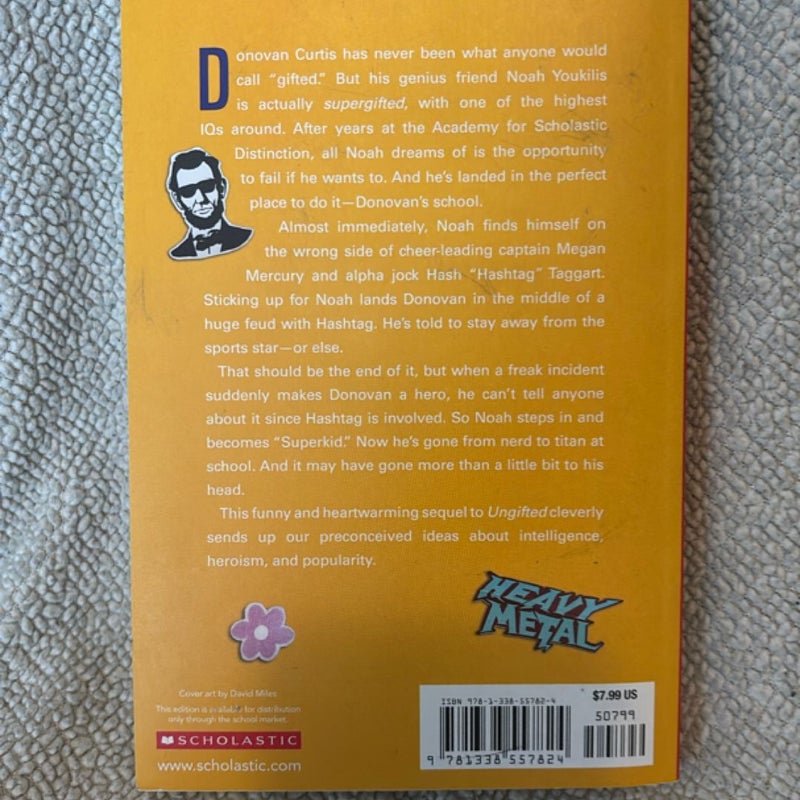 Donovan Curtis has never been what anyone would
call “gifted.” But his genius friend Noah Youkilis
is actually supergifted, with one of the highest
IQs around. After years at the Academy for Scholastic
Distinction, all Noah dreams of is the opportunity
to fail if he wants to. And he’s landed in the perfect
place to do it—Donovan’s school.
Almost immediately, Noah finds himself on
the wrong side of cheer-leading captain Megan
Mercury and alpha jock Hash “Hashtag” Taggart.
Sticking up for Noah lands Donovan in the middle of a
huge feud with Hashtag. He’s told to stay away from the
sports star—or else.
That should be the end of it, but when a freak incident
suddenly makes Donovan a hero, he can’t tell anyone
about it since Hashtag is involved. So Noah steps in and
becomes “Superkid.” Now he’s gone from nerd to titan at
school. And it may have gone more than a little bit to his
head.
This funny and heartwarming sequel to Ungifted cleverly
sends up our preconceived ideas about intelligence,
heroism, and popularity.
HEAVY
METAL
Cover art by David Miles
This edition is available for distribution
only through the school market.
SCHOLASTIC
www.scholastic.com
ISBN 978-1-338-55782-4
$7.99 US
50799
9 781338 557824